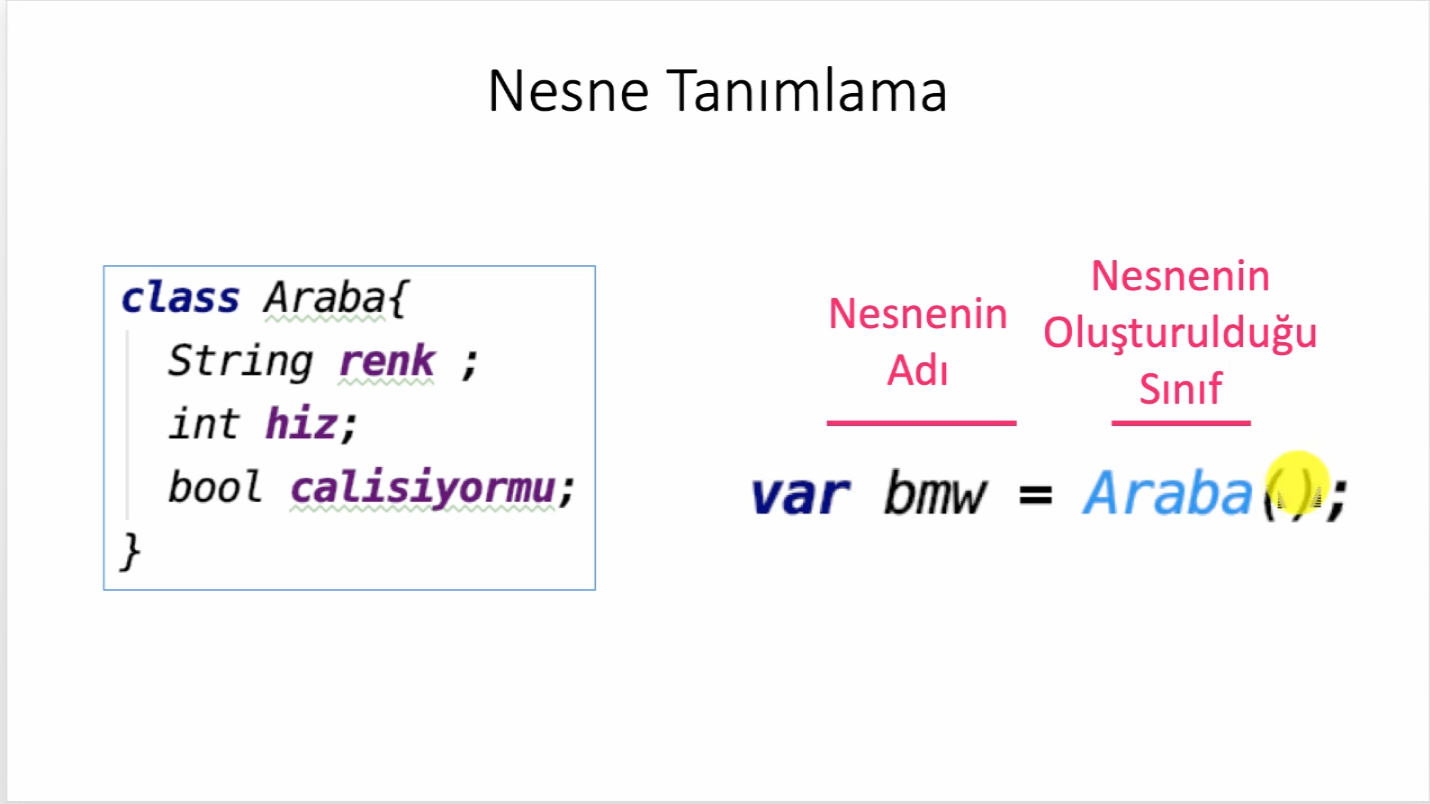 Nesne Tanımlama
class Araba{
String renk ;
int hiz;
bool calisiyormu;
}
Nesnenin
Adı
Nesnenin
Oluşturulduğu
Sınıf
var bmw = Araba();